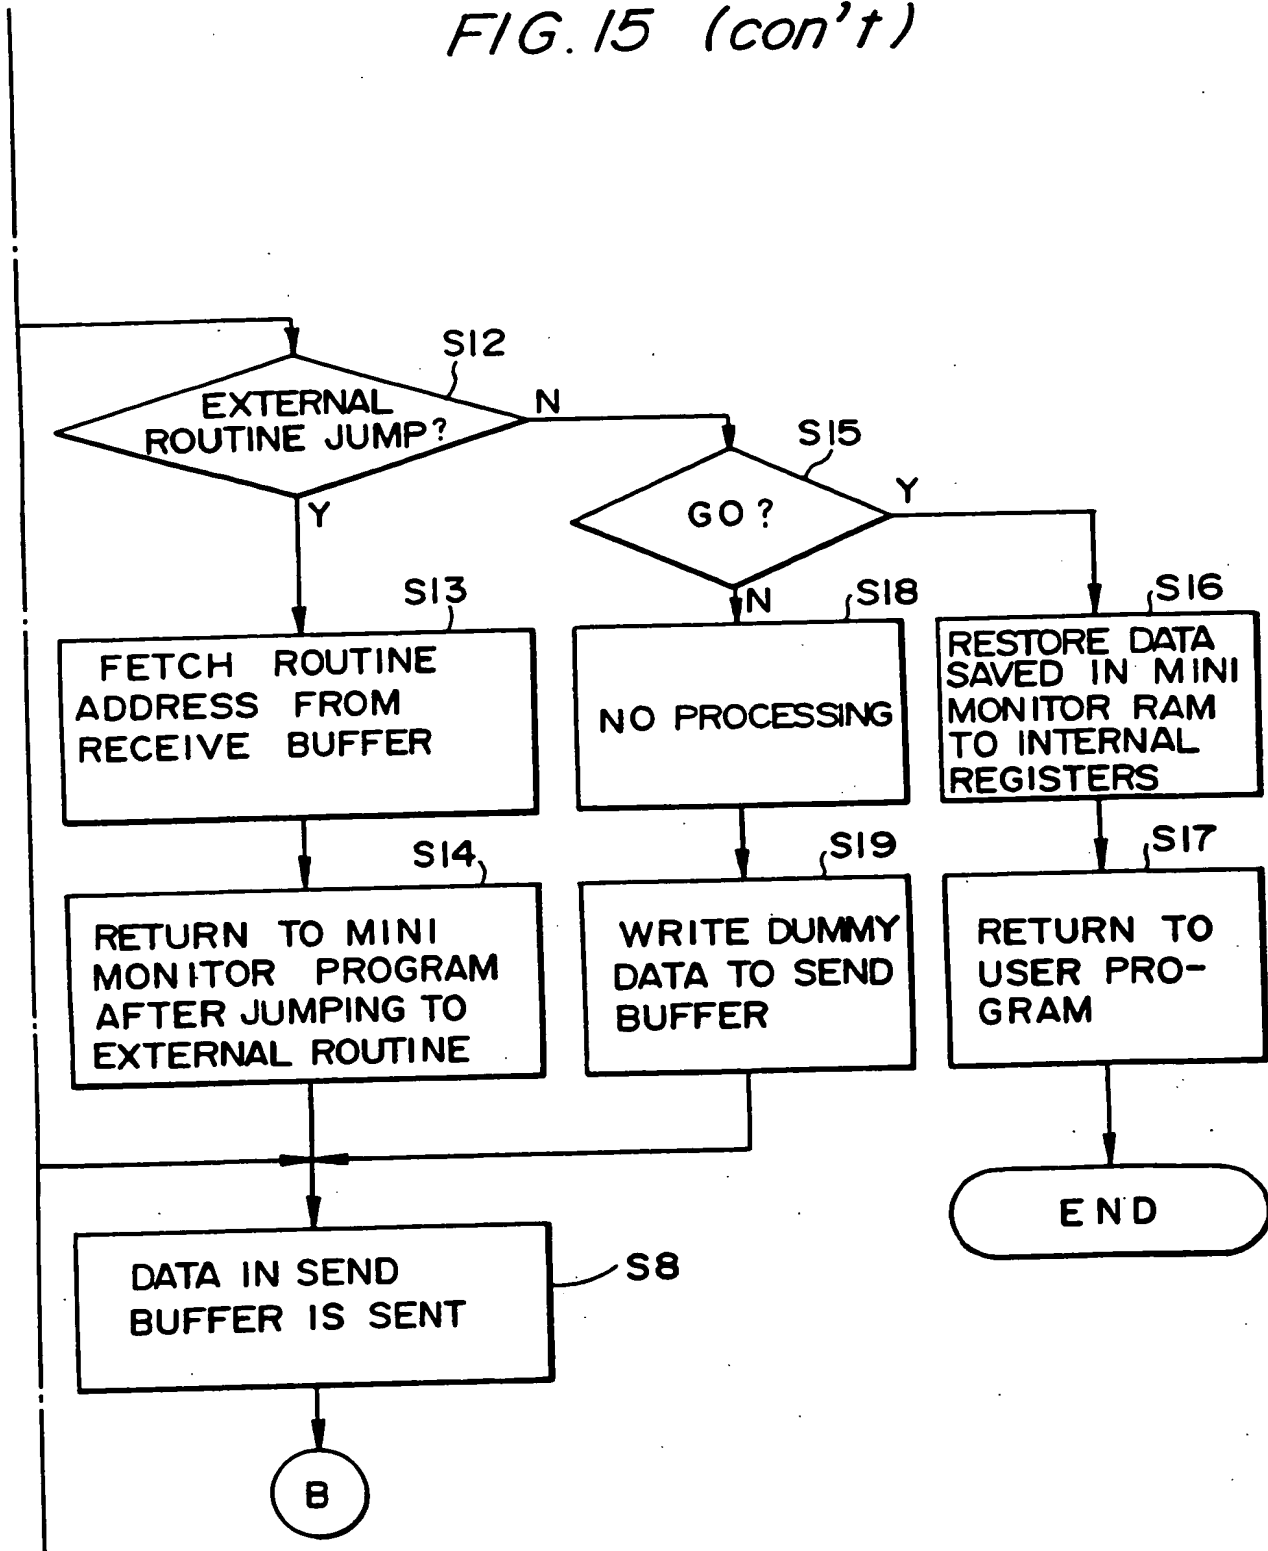 FIG. 15 (con't)
S12
EXTERNAL
ROUTINE JUMP?
N
Y
S15
GO?
Y
N
S13
FETCH ROUTINE
ADDRESS FROM
RECEIVE BUFFER
S18
NO PROCESSING
S16
RESTORE DATA
SAVED IN MINI
MONITOR RAM
TO INTERNAL
REGISTERS
S14
RETURN TO MINI
MONITOR PROGRAM
AFTER JUMPING TO
EXTERNAL ROUTINE
S19
WRITE DUMMY
DATA TO SEND
BUFFER
S17
RETURN TO
USER PRO-
GRAM
END
S8
DATA IN SEND
BUFFER IS SENT
B